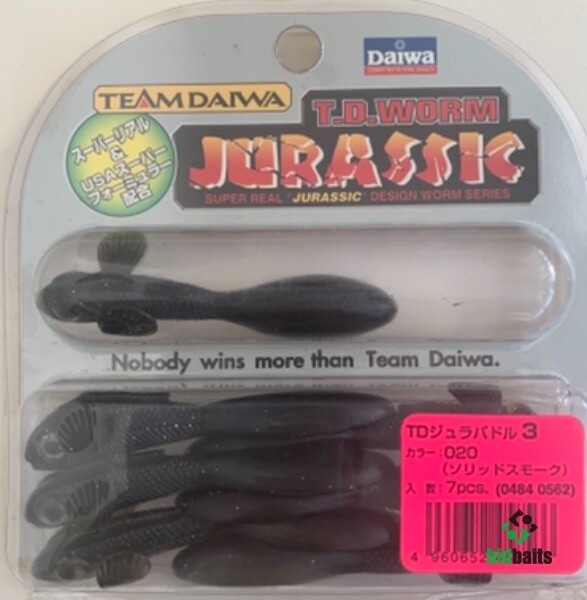 Daiwa
TEAM DAIWA
T.D.WORM
JURASSIC
SUPER REAL "JURASSIC" DESIGN WORM SERIES
スーパーリアル
&
USAスーパー
フォーミュラー
配合
Nobody wins more than Team Daiwa.
TDジュラパドル 3
カラー:020
(ソリッドスモーク)
入 数:7pcs. (0484 0562)
4 960652
bidbaits